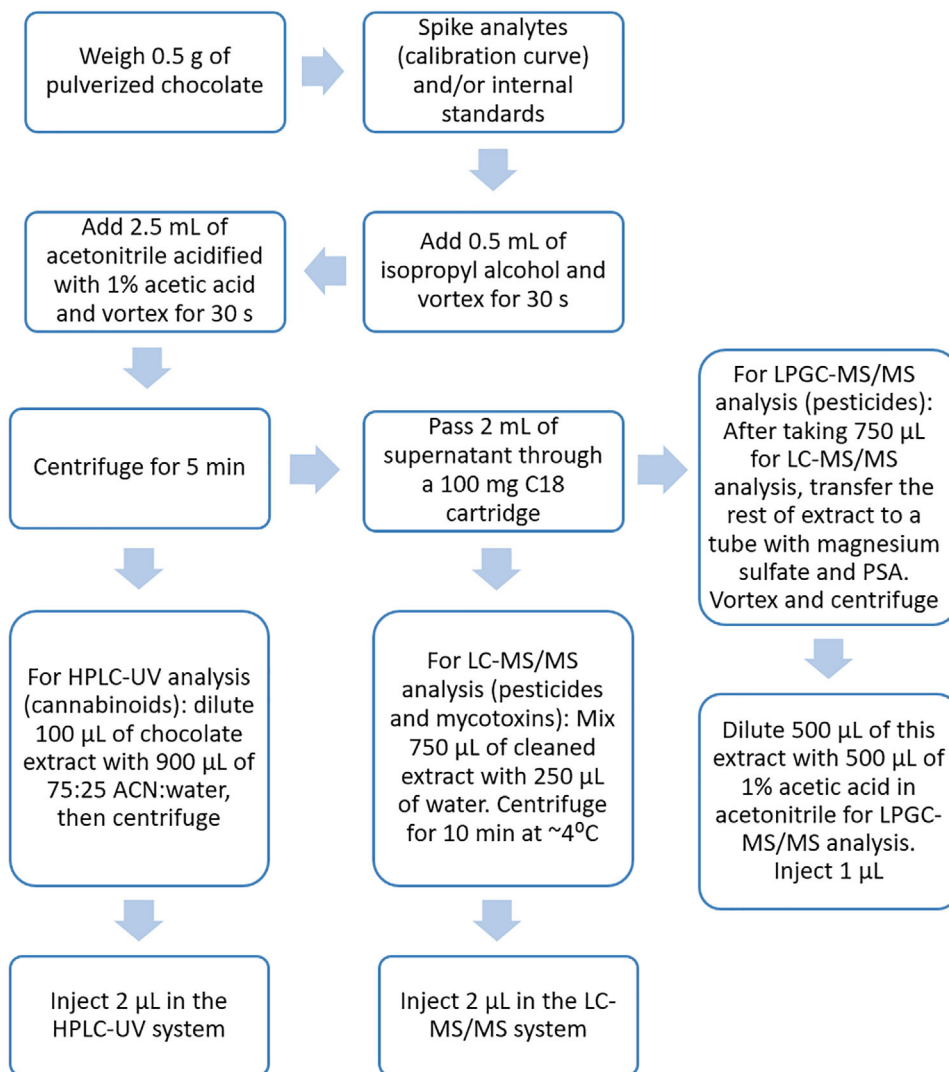 Weigh 0.5 g of
pulverized chocolate
Spike analytes
(calibration curve)
and/or internal
standards
Add 0.5 mL of
isopropyl alcohol and
vortex for 30 s
Add 2.5 mL of
acetonitrile acidified
with 1% acetic acid
and vortex for 30 s
Centrifuge for 5 min
Pass 2 mL of
supernatant through
a 100 mg C18
cartridge
For LPGC-MS/MS
analysis (pesticides):
After taking 750 µL
for LC-MS/MS
analysis, transfer the
rest of extract to a
tube with magnesium
sulfate and PSA.
Vortex and centrifuge
For HPLC-UV analysis
(cannabinoids): dilute
100 µL of chocolate
extract with 900 µL of
75:25 ACN:water,
then centrifuge
For LC-MS/MS
analysis (pesticides
and mycotoxins): Mix
750 µL of cleaned
extract with 250 µL
of water. Centrifuge
for 10 min at ~4⁰C
Dilute 500 µL of this
extract with 500 µL of
1% acetic acid in
acetonitrile for LPGC-
MS/MS analysis.
Inject 1 µL
Inject 2 µL in the
HPLC-UV system
Inject 2 µL in the LC-
MS/MS system